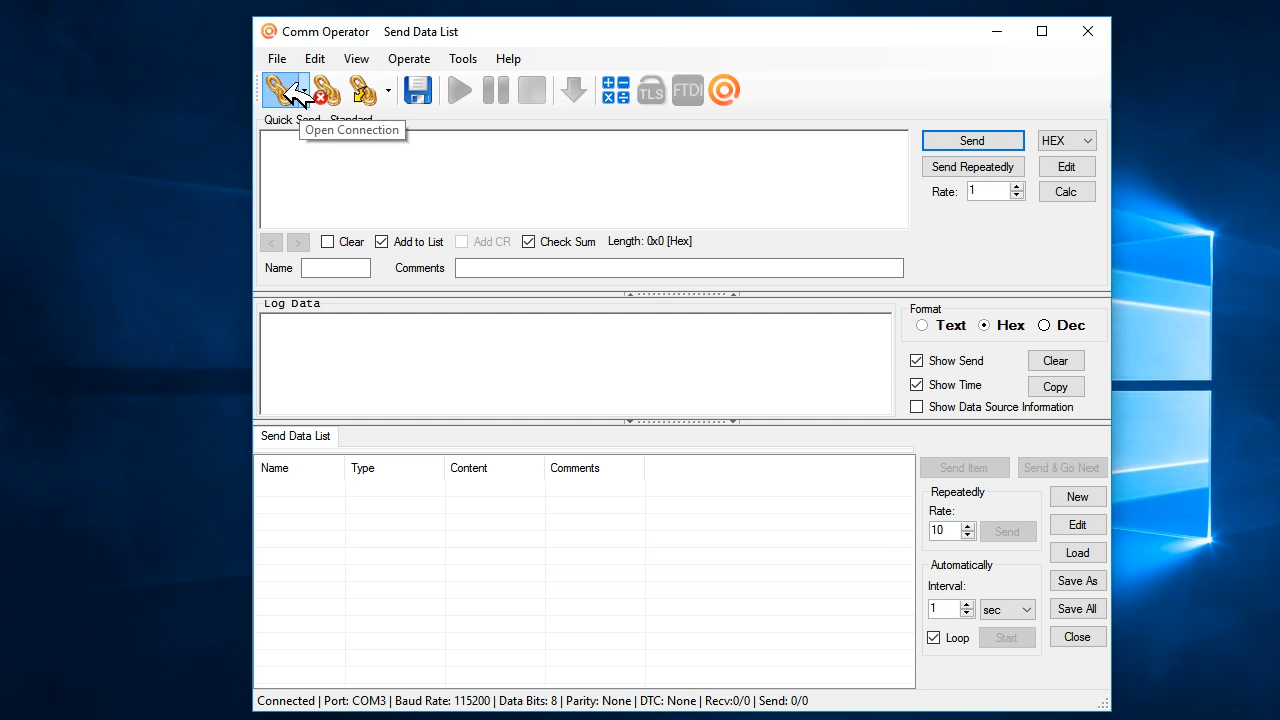 Comm Operator Send Data List
File Edit View Operate Tools Help
TLS FTDI
Open Connection
Send HEX
Send Repeatedly Edit
Rate: 1 Calc
< > Clear Add to List Add CR Check Sum Length: 0x0 [Hex]
Name Comments
Log Data
Format
Text Hex Dec
Show Send Clear
Show Time Copy
Show Data Source Information
Send Data List
Name Type Content Comments
Send Item Send & Go Next
Repeatedly New
Rate:
10 Send Edit
Load
Automatically
Interval: Save As
1 sec Save All
Loop Start Close
Connected | Port: COM3 | Baud Rate: 115200 | Data Bits: 8 | Parity: None | DTC: None | Recv:0/0 | Send: 0/0